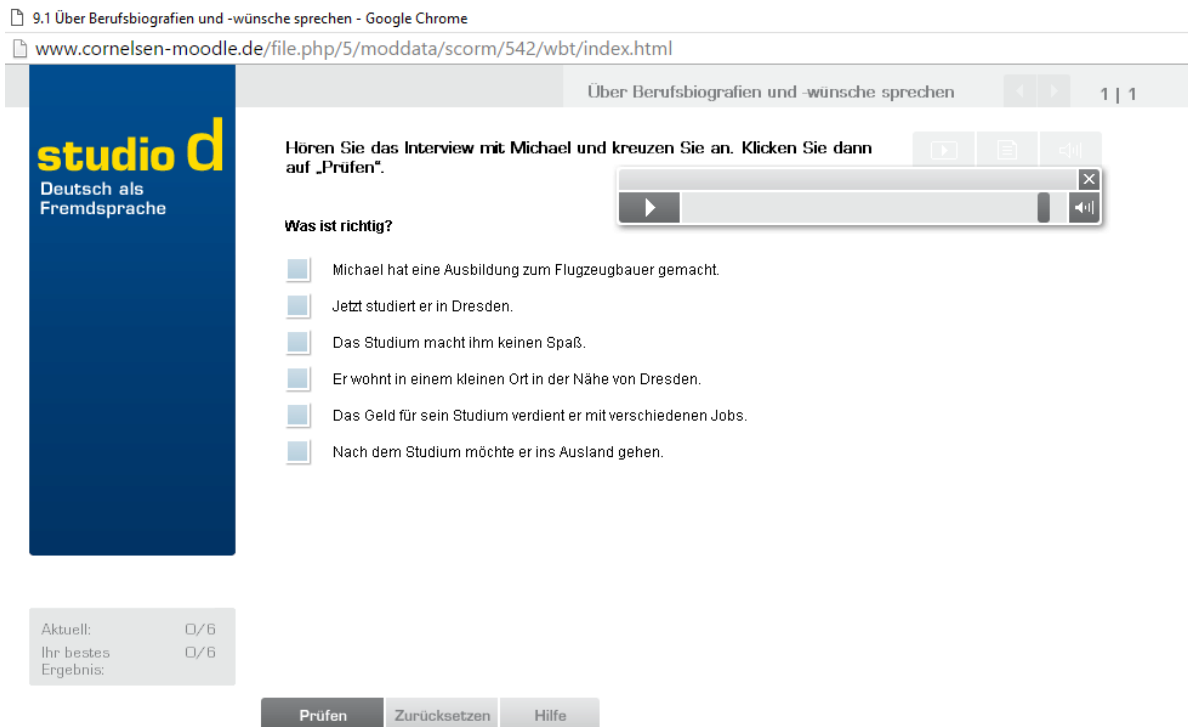 9.1 Über Berufsbiografien und -wünsche sprechen - Google Chrome
www.cornelsen-moodle.de/file.php/5/moddata/scorm/542/wbt/index.html
Über Berufsbiografien und -wünsche sprechen
1 | 1
studio d
Deutsch als
Fremdsprache
Hören Sie das Interview mit Michael und kreuzen Sie an. Klicken Sie dann
auf „Prüfen“.
Was ist richtig?
Michael hat eine Ausbildung zum Flugzeugbauer gemacht.
Jetzt studiert er in Dresden.
Das Studium macht ihm keinen Spaß.
Er wohnt in einem kleinen Ort in der Nähe von Dresden.
Das Geld für sein Studium verdient er mit verschiedenen Jobs.
Nach dem Studium möchte er ins Ausland gehen.
Aktuell: 0/6
Ihr bestes 0/6
Ergebnis:
Prüfen Zurücksetzen Hilfe